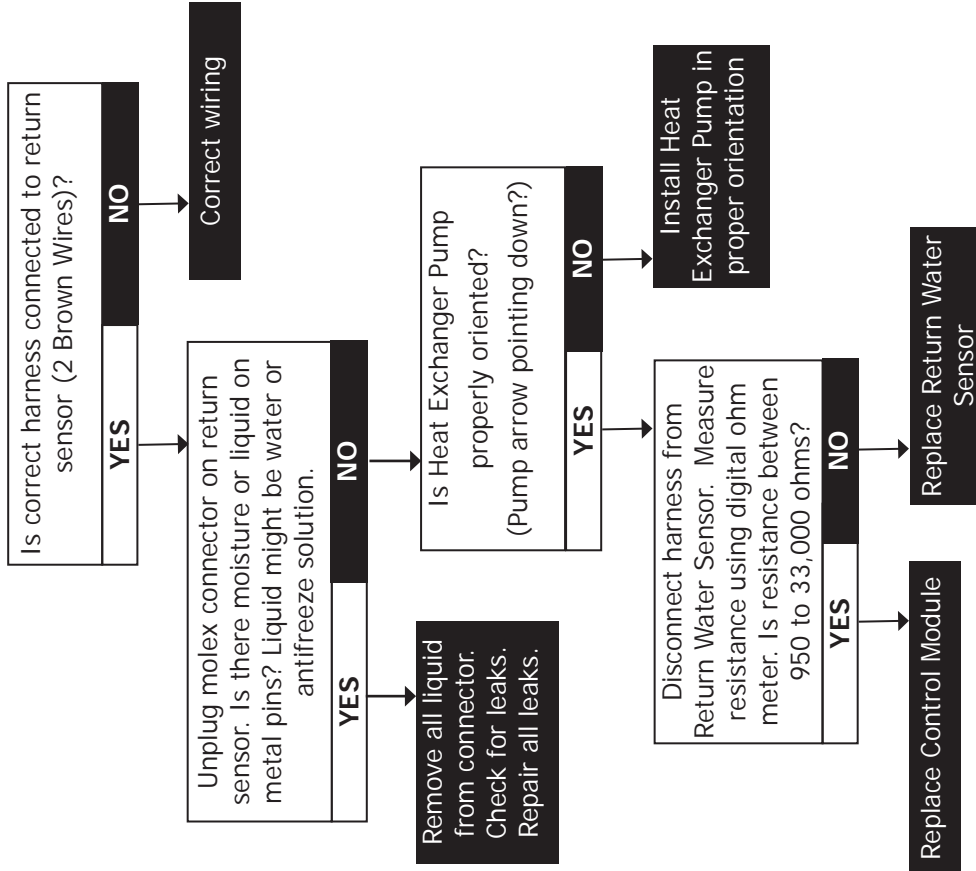 Is correct harness connected to return
sensor (2 Brown Wires)?
YES
NO
Correct wiring
Unplug molex connector on return
sensor. Is there moisture or liquid on
metal pins? Liquid might be water or
antifreeze solution.
YES
NO
Remove all liquid
from connector.
Check for leaks.
Repair all leaks.
Is Heat Exchanger Pump
properly oriented?
(Pump arrow pointing down?)
YES
NO
Install Heat
Exchanger Pump in
proper orientation
Disconnect harness from
Return Water Sensor. Measure
resistance using digital ohm
meter. Is resistance between
950 to 33,000 ohms?
YES
NO
Replace Control Module
Replace Return Water
Sensor